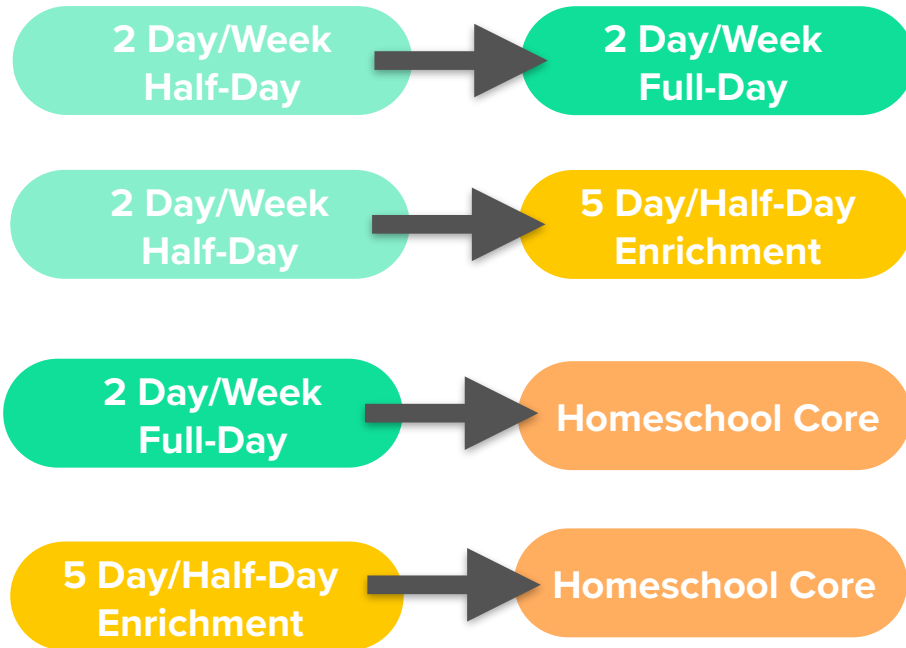 2 Day/Week
Half-Day
2 Day/Week
Full-Day
2 Day/Week
Half-Day
5 Day/Half-Day
Enrichment
2 Day/Week
Full-Day
Homeschool Core
5 Day/Half-Day
Enrichment
Homeschool Core